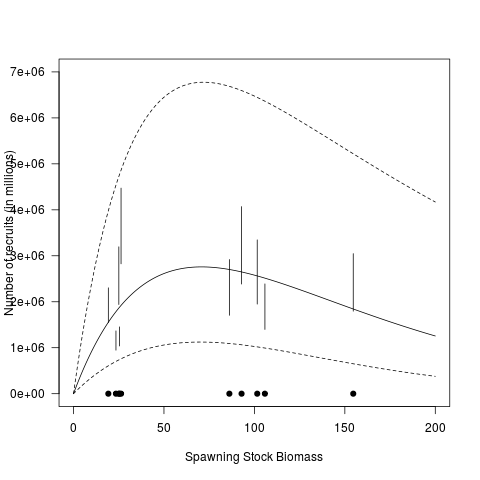 7e+06
6e+06
5e+06
4e+06
3e+06
2e+06
1e+06
0e+00
Number of recruits (in millions)
0 50 100 150 200
Spawning Stock Biomass